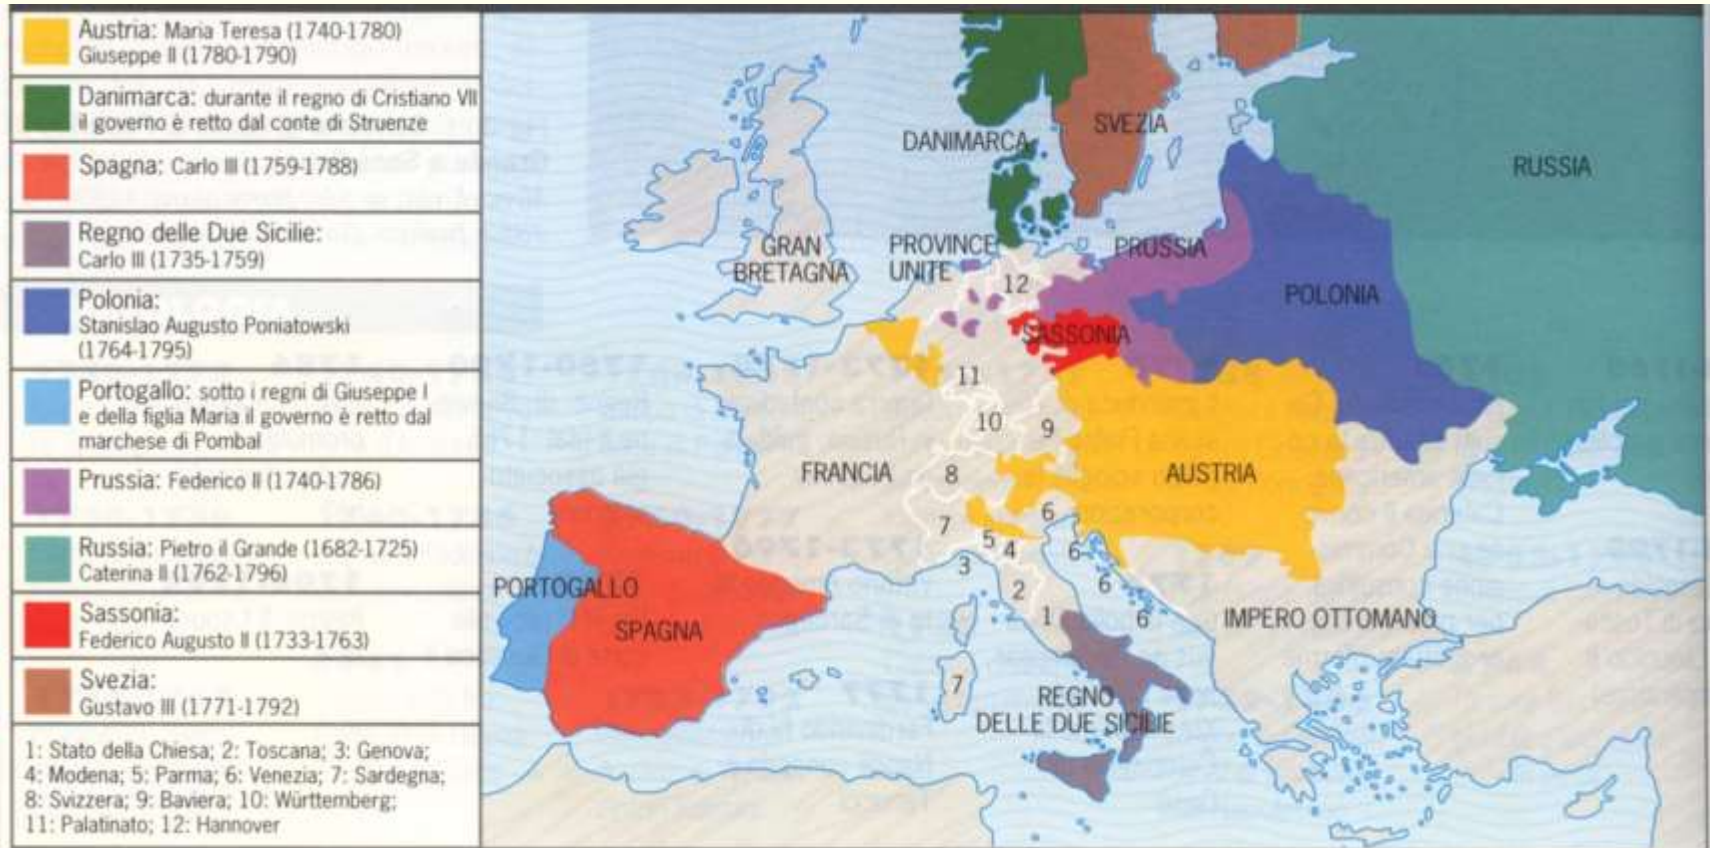 Austria: Maria Teresa (1740-1780)
Giuseppe II (1780-1790)
Danimarca: durante il regno di Cristiano VII
il governo è retto dal conte di Struenze
Spagna: Carlo III (1759-1788)
Regno delle Due Sicilie:
Carlo III (1735-1759)
Polonia:
Stanislao Augusto Poniatowski
(1764-1795)
Portogallo: sotto i regni di Giuseppe I
e della figlia Maria il governo è retto dal
marchese di Pombal
Prussia: Federico II (1740-1786)
Russia: Pietro il Grande (1682-1725)
Caterina II (1762-1796)
Sassonia:
Federico Augusto II (1733-1763)
Svezia:
Gustavo III (1771-1792)
1: Stato della Chiesa; 2: Toscana; 3: Genova;
4: Modena; 5: Parma; 6: Venezia; 7: Sardegna;
8: Svizzera; 9: Baviera; 10: Württemberg;
11: Palatinato; 12: Hannover
DANIMARCA
SVEZIA
RUSSIA
GRAN
BRETAGNA
PROVINCE
UNITE
PRUSSIA
12
POLONIA
SASSONIA
11
10
9
FRANCIA
8
AUSTRIA
7
6
5
4
6
3
2
6
1
6
PORTOGALLO
SPAGNA
IMPERO OTTOMANO
7
REGNO
DELLE DUE SICILIE